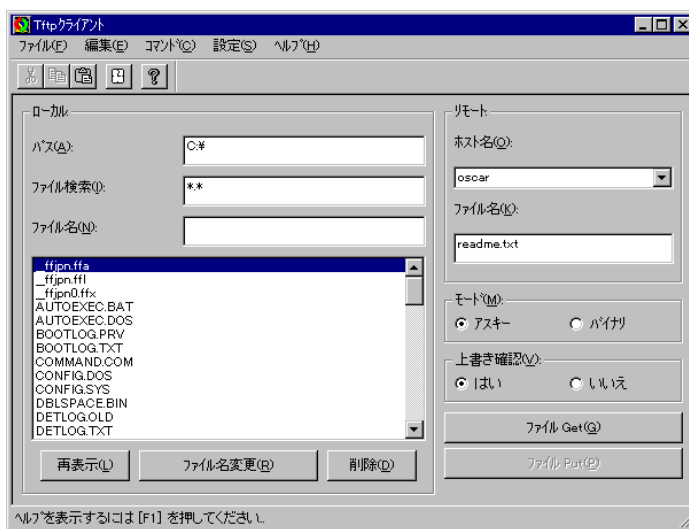 Tftpクライアント
ファイル(F) 編集(E) コマンド(C) 設定(S) ヘルプ(H)
ローカル
パス(A): C:¥
ファイル検索(I): *.*
ファイル名(N):
_ffjpn.ffa
_ffjpn.ffl
_ffjpn0.ffx
AUTOEXEC.BAT
AUTOEXEC.DOS
BOOTLOG.PRV
BOOTLOG.TXT
COMMAND.COM
CONFIG.DOS
CONFIG.SYS
DBLSPACE.BIN
DETLOG.OLD
DETLOG.TXT
再表示(L) ファイル名変更(R) 削除(D)
リモート
ホスト名(O):
oscar
ファイル名(K):
readme.txt
モード(M):
アスキー バイナリ
上書き確認(V):
はい いいえ
ファイル Get(G)
ファイル Put(P)
ヘルプを表示するには [F1] を押してください.